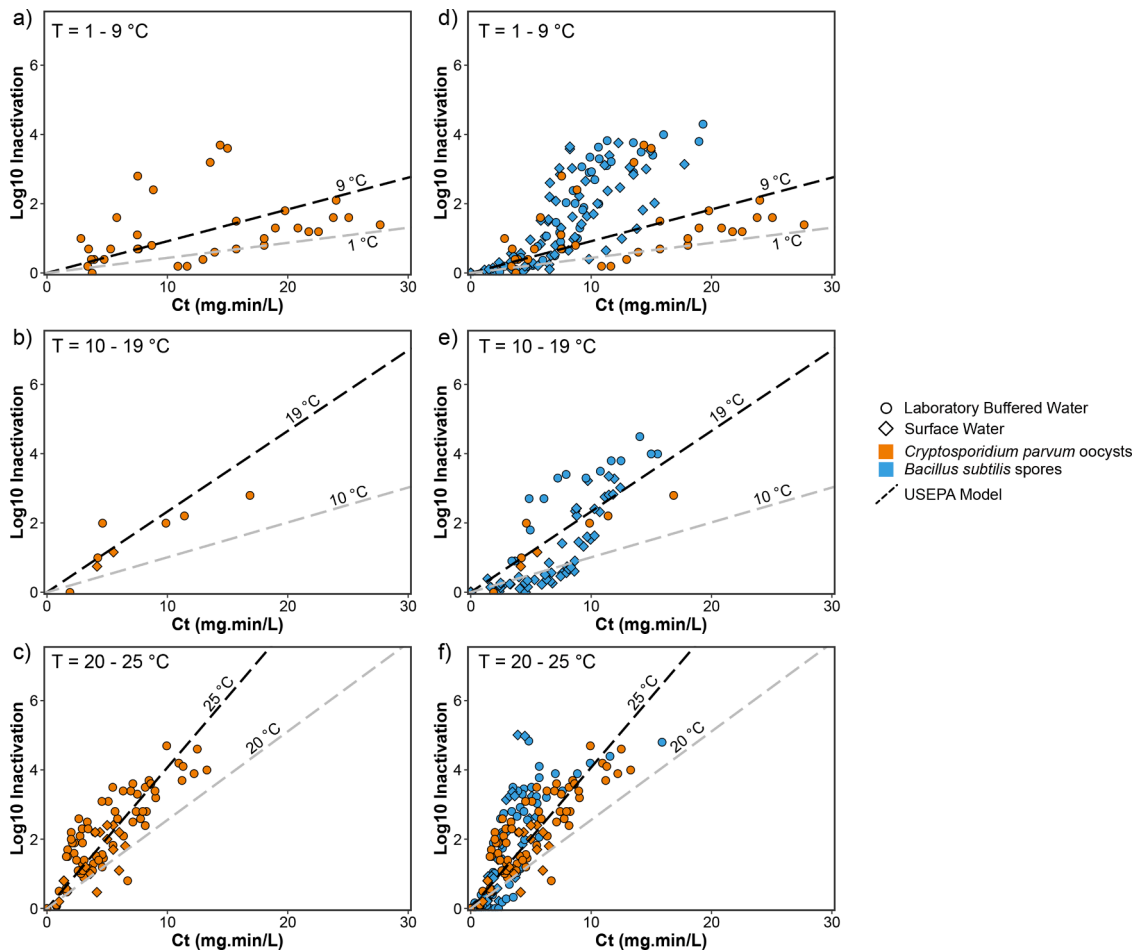 a)
T = 1 - 9 °C
Log10 Inactivation
6
4
2
0
9 °C
1 °C
0
10
20
30
Ct (mg.min/L)
d)
T = 1 - 9 °C
Log10 Inactivation
6
4
2
0
9 °C
1 °C
0
10
20
30
Ct (mg.min/L)
b)
T = 10 - 19 °C
Log10 Inactivation
6
4
2
0
19 °C
10 °C
0
10
20
30
Ct (mg.min/L)
e)
T = 10 - 19 °C
Log10 Inactivation
6
4
2
0
19 °C
10 °C
0
10
20
30
Ct (mg.min/L)
Laboratory Buffered Water
Surface Water
Cryptosporidium parvum oocysts
Bacillus subtilis spores
USEPA Model
c)
T = 20 - 25 °C
Log10 Inactivation
6
4
2
0
25 °C
20 °C
0
10
20
30
Ct (mg.min/L)
f)
T = 20 - 25 °C
Log10 Inactivation
6
4
2
0
25 °C
20 °C
0
10
20
30
Ct (mg.min/L)